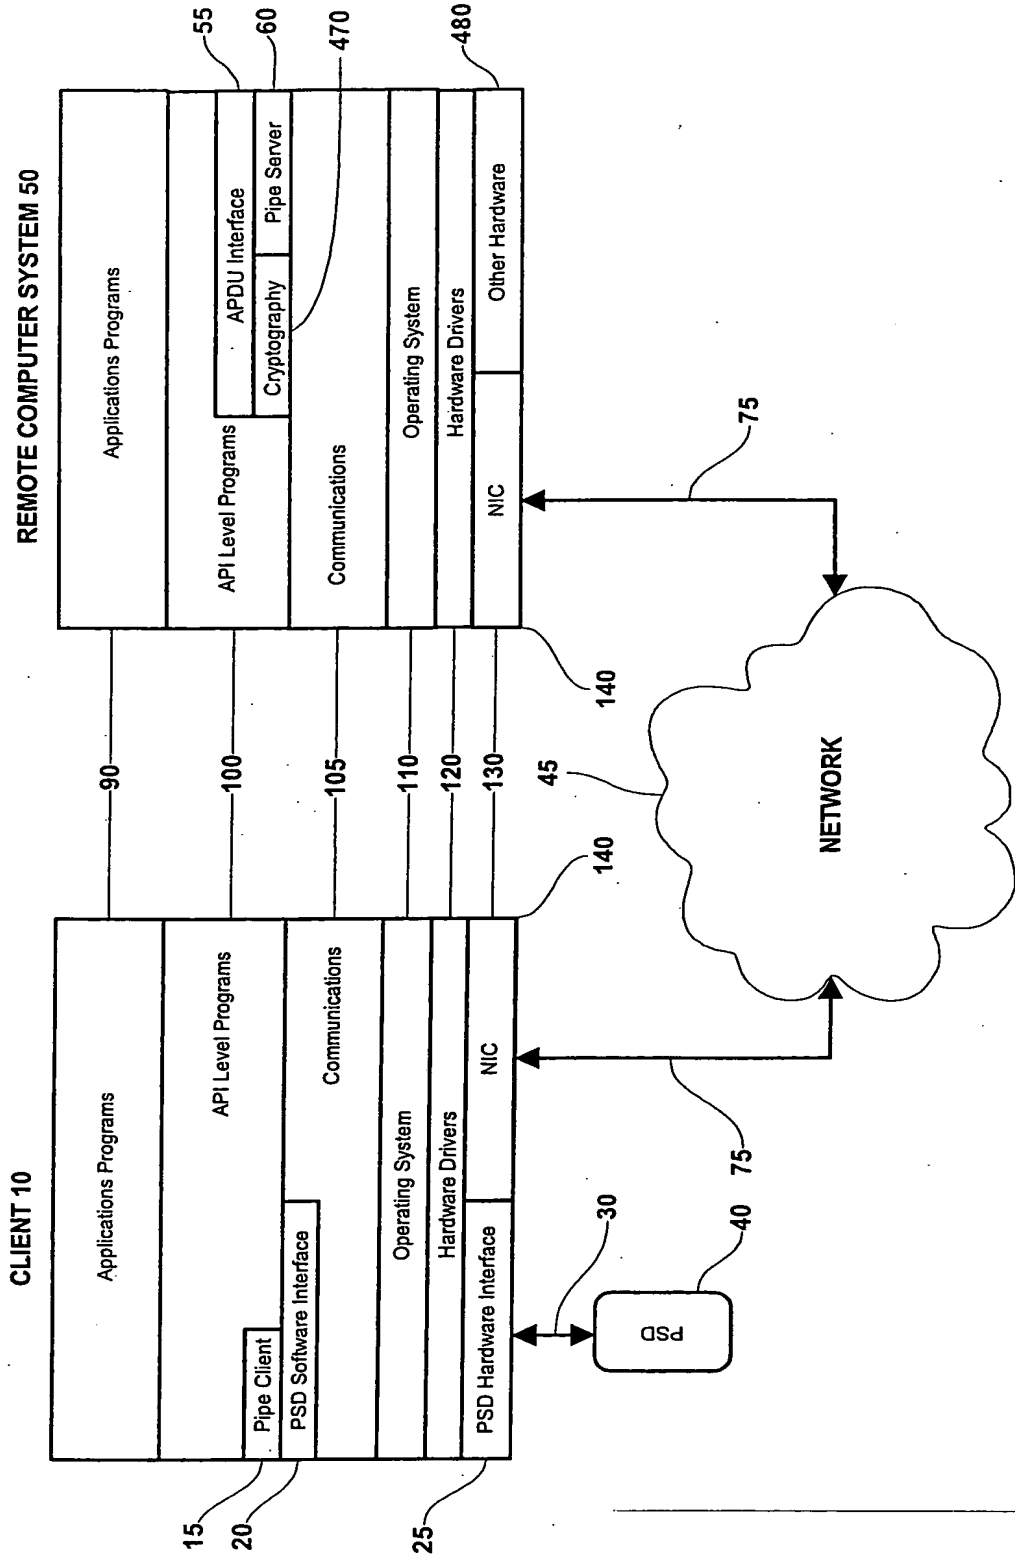 CLIENT 10
Applications Programs
API Level Programs
Pipe Client
PSD Software Interface
Communications
Operating System
Hardware Drivers
PSD Hardware Interface
NIC
15
20
25
30
PSD
40
75
140
90
100
105
110
120
130
45
NETWORK
REMOTE COMPUTER SYSTEM 50
Applications Programs
API Level Programs
APDU Interface
Cryptography
Pipe Server
Communications
Operating System
Hardware Drivers
NIC
Other Hardware
55
60
470
480
140
75